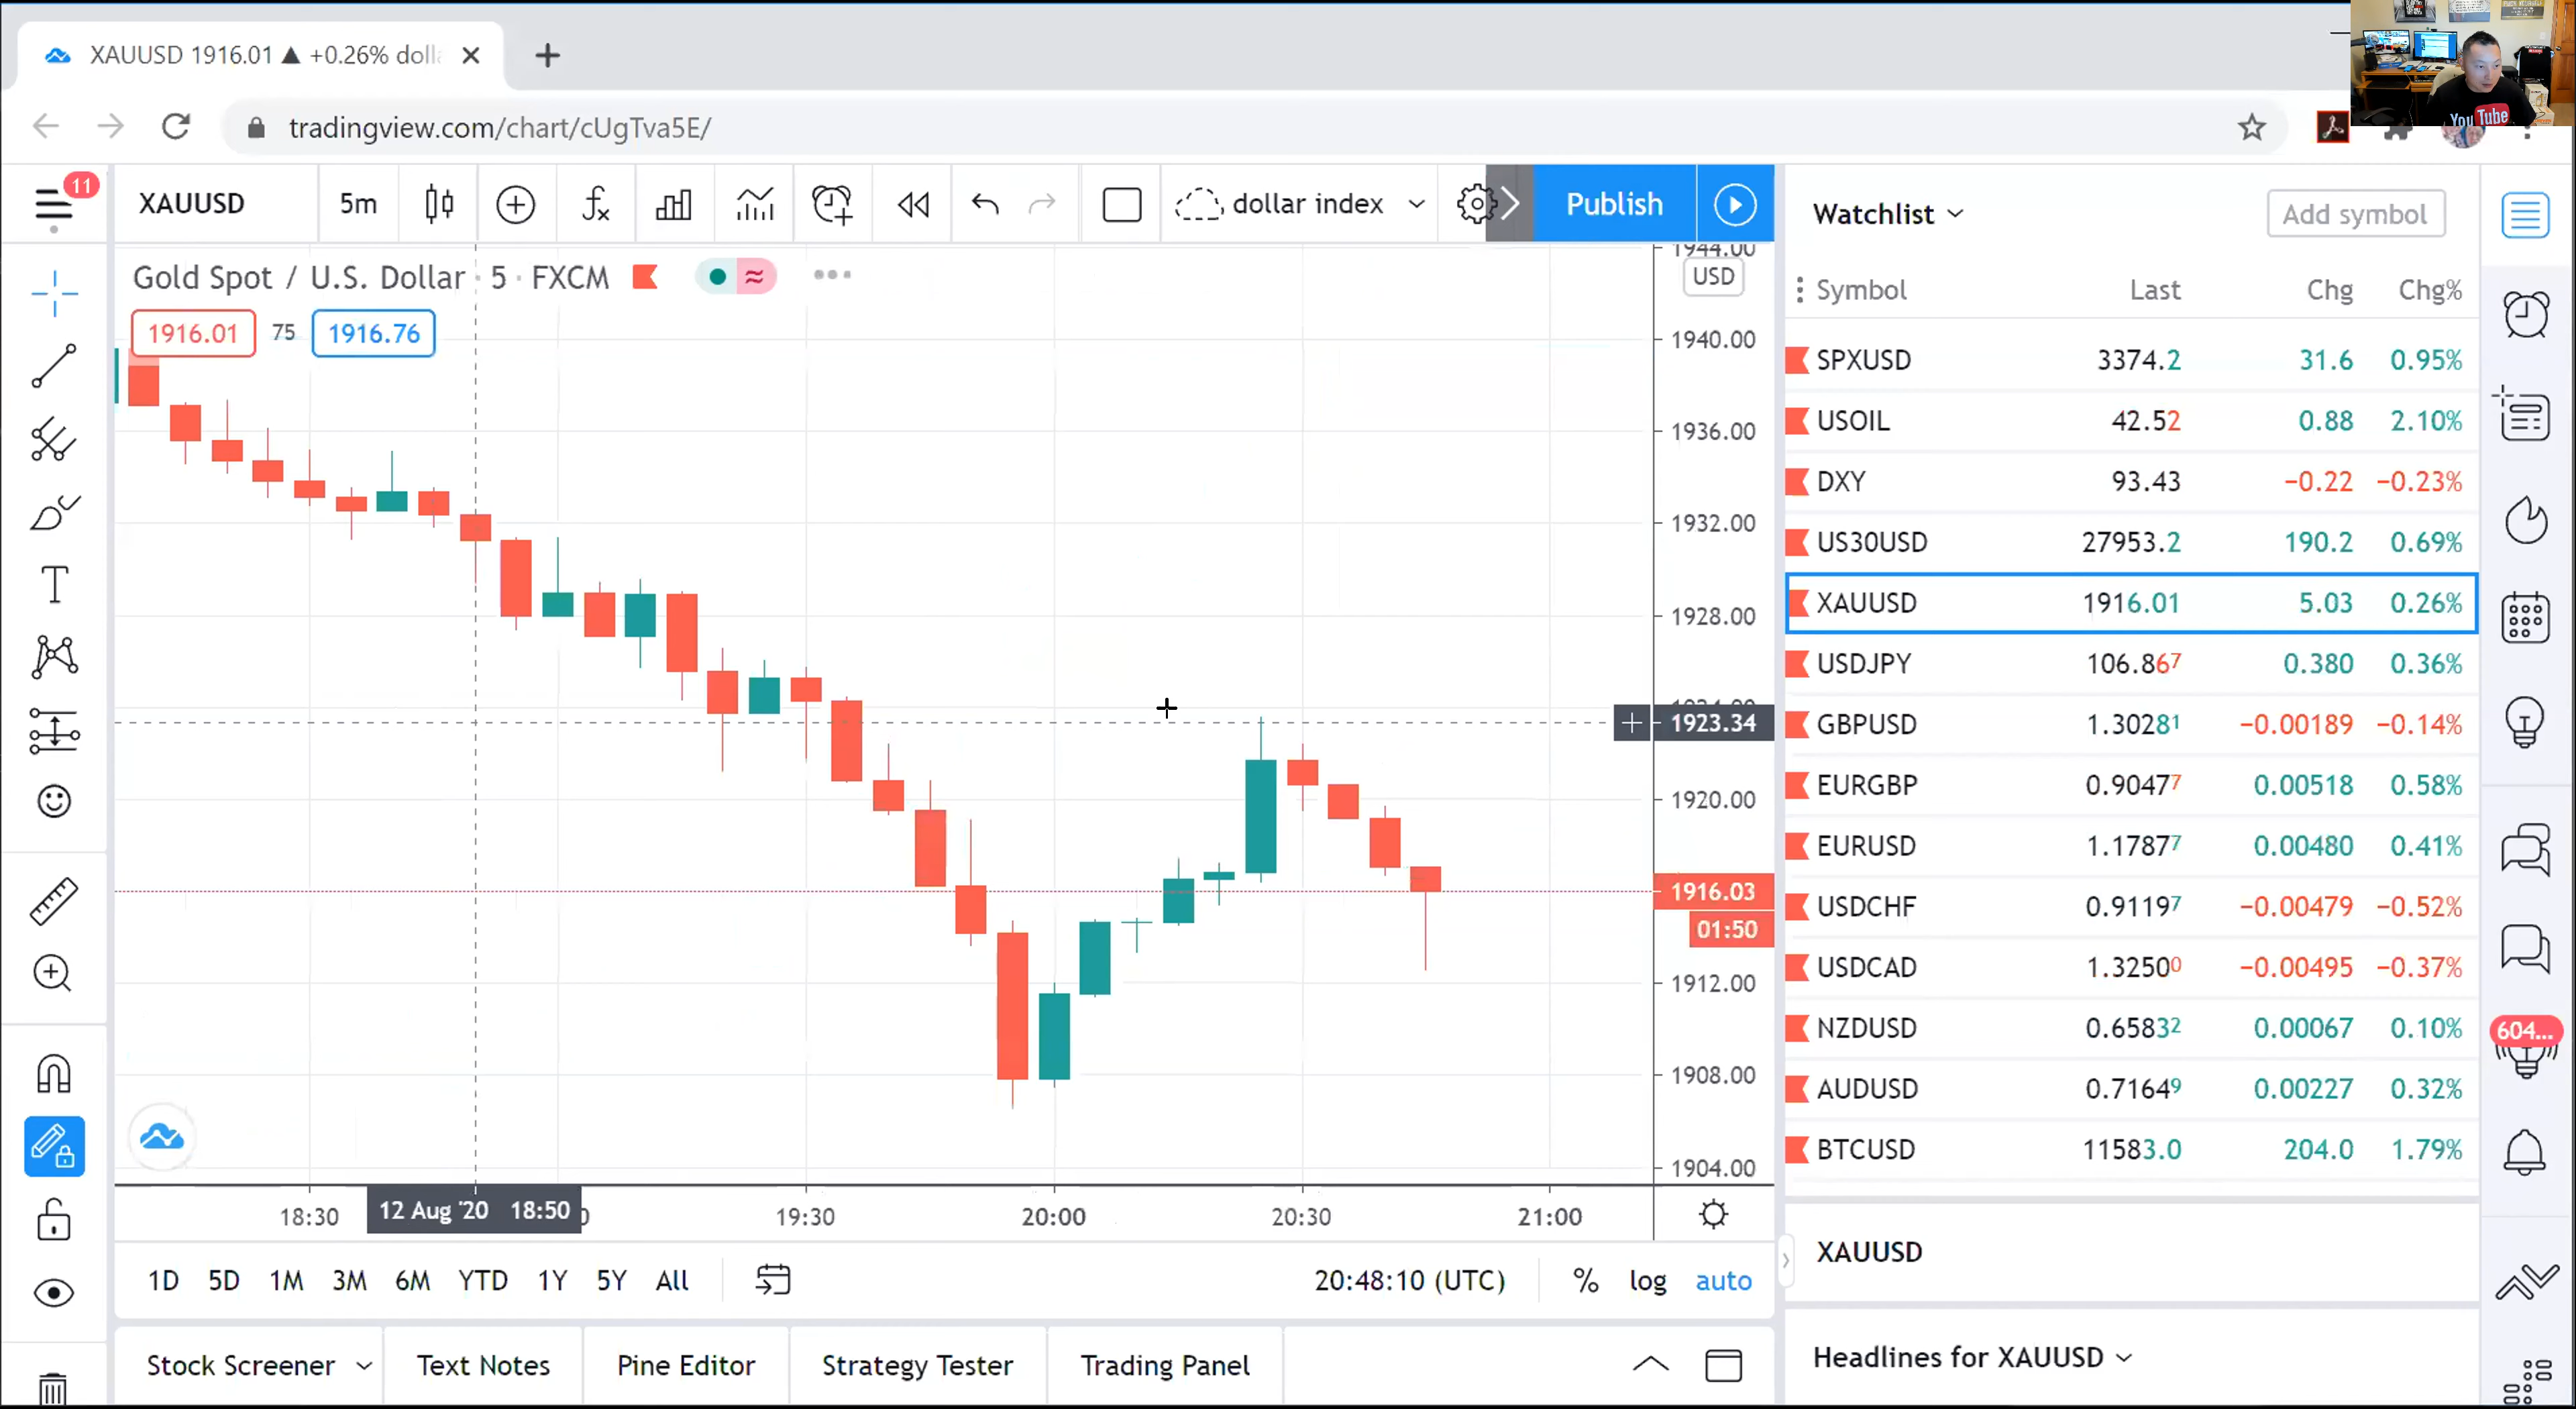 XAUUSD 1916.01 ▲ +0.26% doll
tradingview.com/chart/cUgTva5E/
You Tube
11
XAUUSD
5m
dollar index
Publish
Gold Spot / U.S. Dollar · 5 · FXCM
1916.01 75 1916.76
USD
1944.00
1940.00
1936.00
1932.00
1928.00
1923.34
1920.00
1916.03
01:50
1912.00
1908.00
1904.00
18:30 12 Aug '20 18:50 19:30 20:00 20:30 21:00
1D 5D 1M 3M 6M YTD 1Y 5Y All
20:48:10 (UTC) % log auto
Stock Screener Text Notes Pine Editor Strategy Tester Trading Panel
Watchlist Add symbol
Symbol Last Chg Chg%
SPXUSD 3374.2 31.6 0.95%
USOIL 42.52 0.88 2.10%
DXY 93.43 −0.22 −0.23%
US30USD 27953.2 190.2 0.69%
XAUUSD 1916.01 5.03 0.26%
USDJPY 106.867 0.380 0.36%
GBPUSD 1.30281 −0.00189 −0.14%
EURGBP 0.90477 0.00518 0.58%
EURUSD 1.17877 0.00480 0.41%
USDCHF 0.91197 −0.00479 −0.52%
USDCAD 1.32500 −0.00495 −0.37%
NZDUSD 0.65832 0.00067 0.10%
AUDUSD 0.71649 0.00227 0.32%
BTCUSD 11583.0 204.0 1.79%
604...
XAUUSD
Headlines for XAUUSD